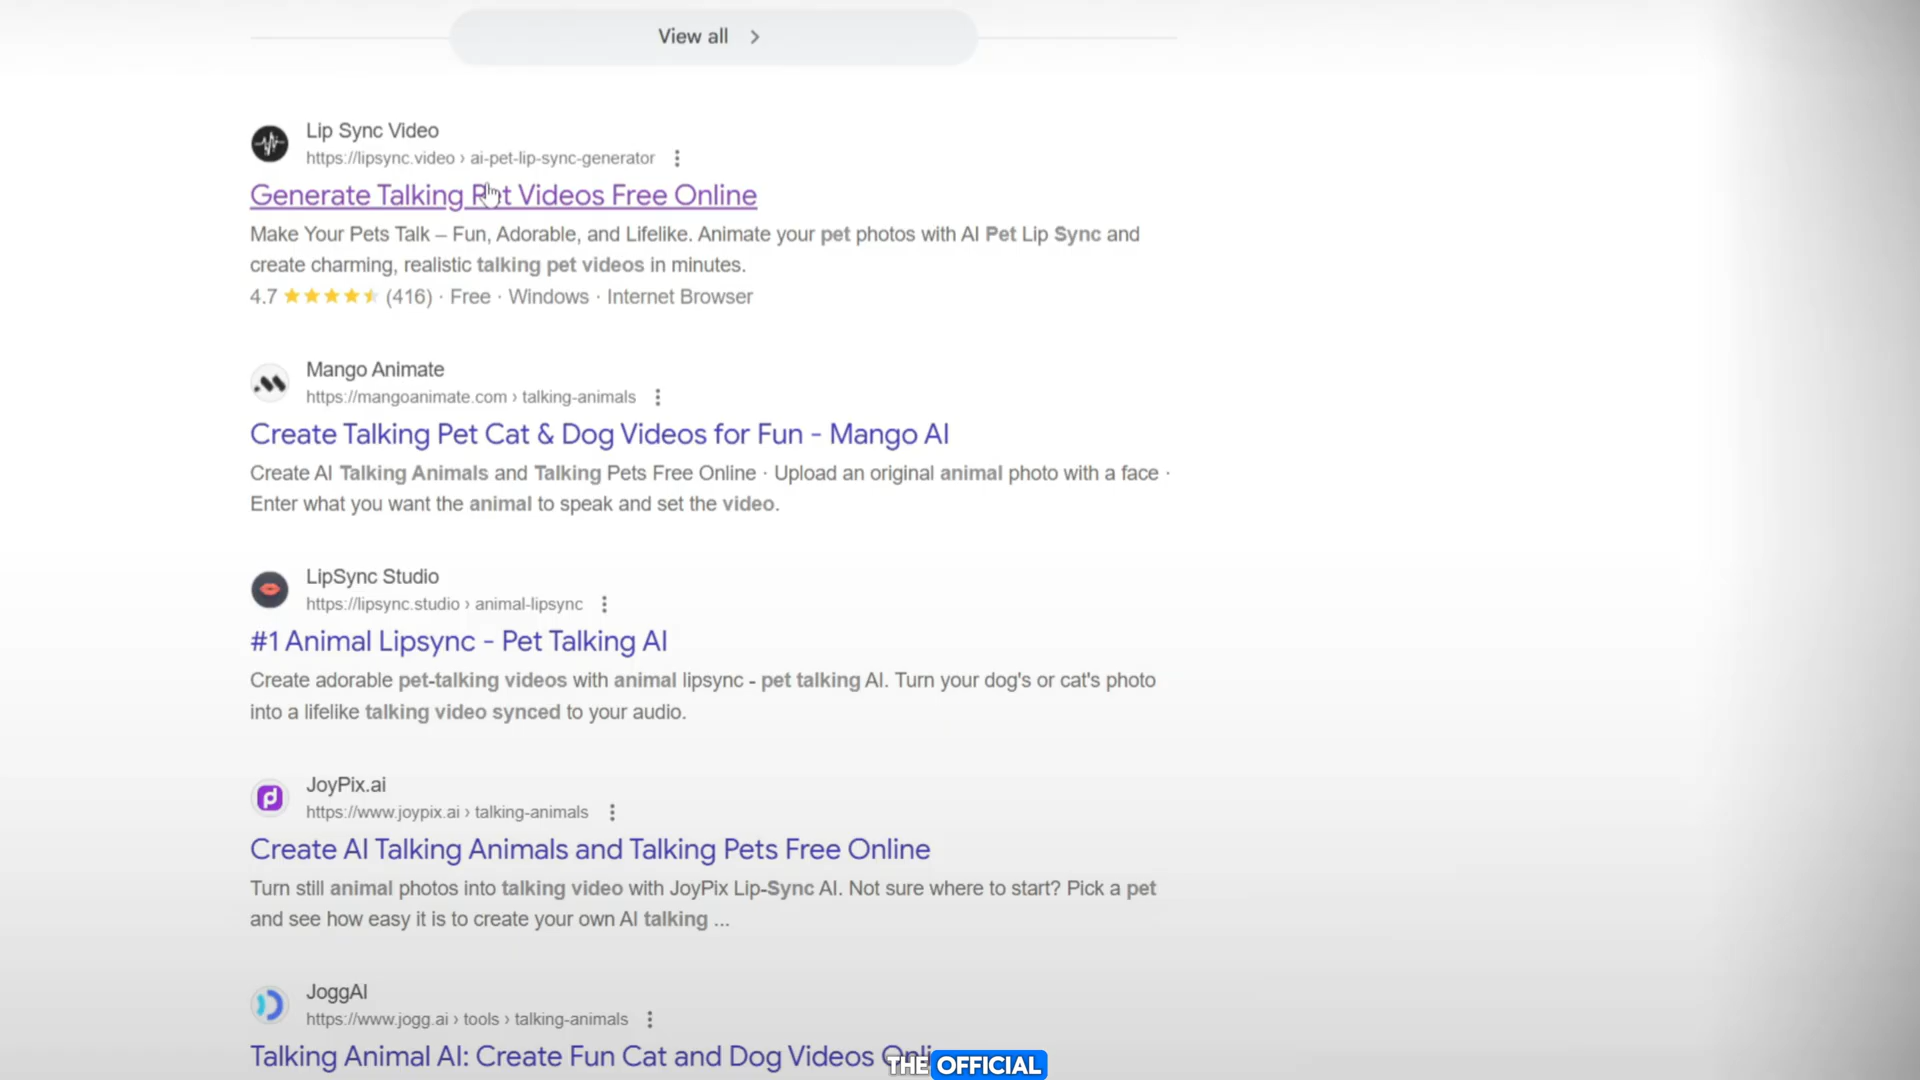 View all
Lip Sync Video
https://lipsync.video › ai-pet-lip-sync-generator
Generate Talking Pet Videos Free Online
Make Your Pets Talk – Fun, Adorable, and Lifelike. Animate your pet photos with AI Pet Lip Sync and
create charming, realistic talking pet videos in minutes.
4.7 ★★★★★ (416) · Free · Windows · Internet Browser
Mango Animate
https://mangoanimate.com › talking-animals
Create Talking Pet Cat & Dog Videos for Fun - Mango AI
Create AI Talking Animals and Talking Pets Free Online · Upload an original animal photo with a face ·
Enter what you want the animal to speak and set the video.
LipSync Studio
https://lipsync.studio › animal-lipsync
#1 Animal Lipsync - Pet Talking AI
Create adorable pet-talking videos with animal lipsync - pet talking AI. Turn your dog's or cat's photo
into a lifelike talking video synced to your audio.
JoyPix.ai
https://www.joypix.ai › talking-animals
Create AI Talking Animals and Talking Pets Free Online
Turn still animal photos into talking video with JoyPix Lip-Sync AI. Not sure where to start? Pick a pet
and see how easy it is to create your own AI talking ...
JoggAI
https://www.jogg.ai › tools › talking-animals
Talking Animal AI: Create Fun Cat and Dog Videos
THE OFFICIAL